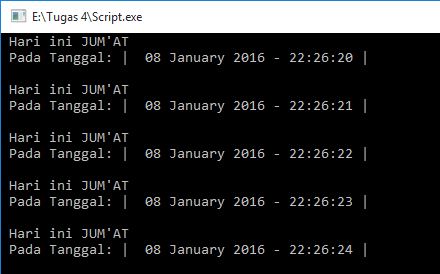 E:\Tugas 4\Script.exe
Hari ini JUM'AT
Pada Tanggal: |  08 January 2016 - 22:26:20 |
Hari ini JUM'AT
Pada Tanggal: |  08 January 2016 - 22:26:21 |
Hari ini JUM'AT
Pada Tanggal: |  08 January 2016 - 22:26:22 |
Hari ini JUM'AT
Pada Tanggal: |  08 January 2016 - 22:26:23 |
Hari ini JUM'AT
Pada Tanggal: |  08 January 2016 - 22:26:24 |